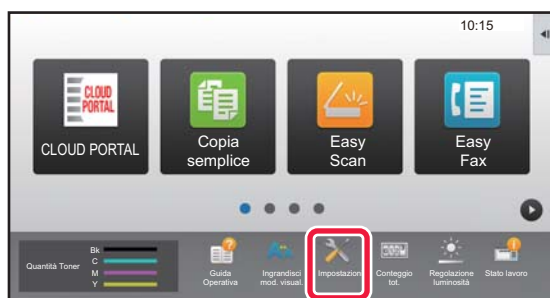 10:15
CLOUD
PORTAL
CLOUD PORTAL
Copia
semplice
Easy
Scan
Easy
Fax
Quantità Toner
Bk
C
M
Y
Guida
Operativa
Ingrandisci
mod. visual.
Impostazioni
Conteggio
tot.
Regolazione
luminosità
Stato lavoro